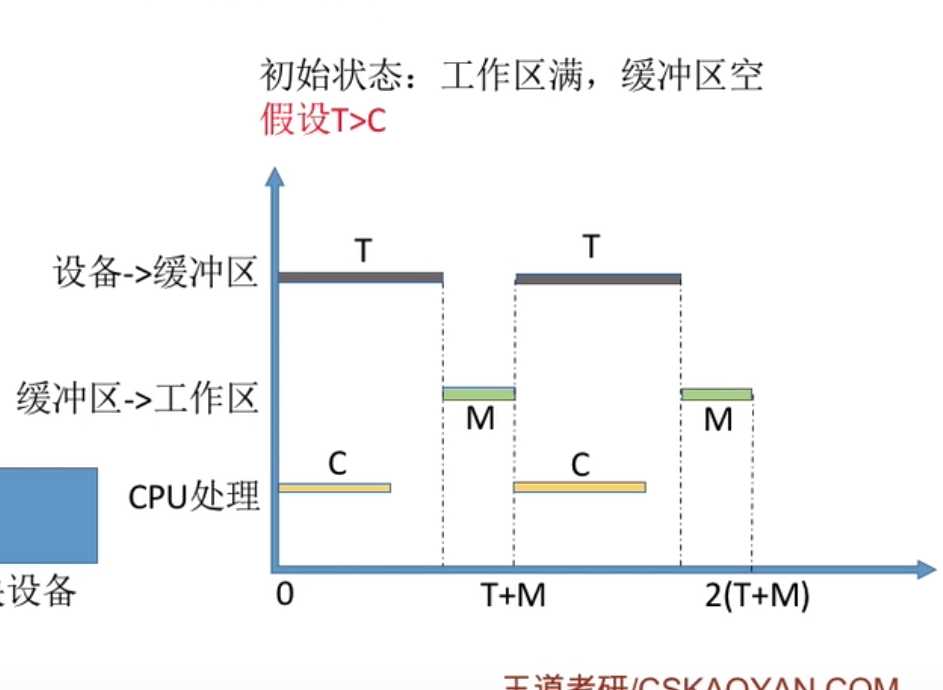 初始状态：工作区满，缓冲区空
假设T>C
T
T
设备->缓冲区
缓冲区->工作区
M
M
C
C
CPU处理
设备
0
T+M
2(T+M)
王道考研/CSKAOYAN.COM